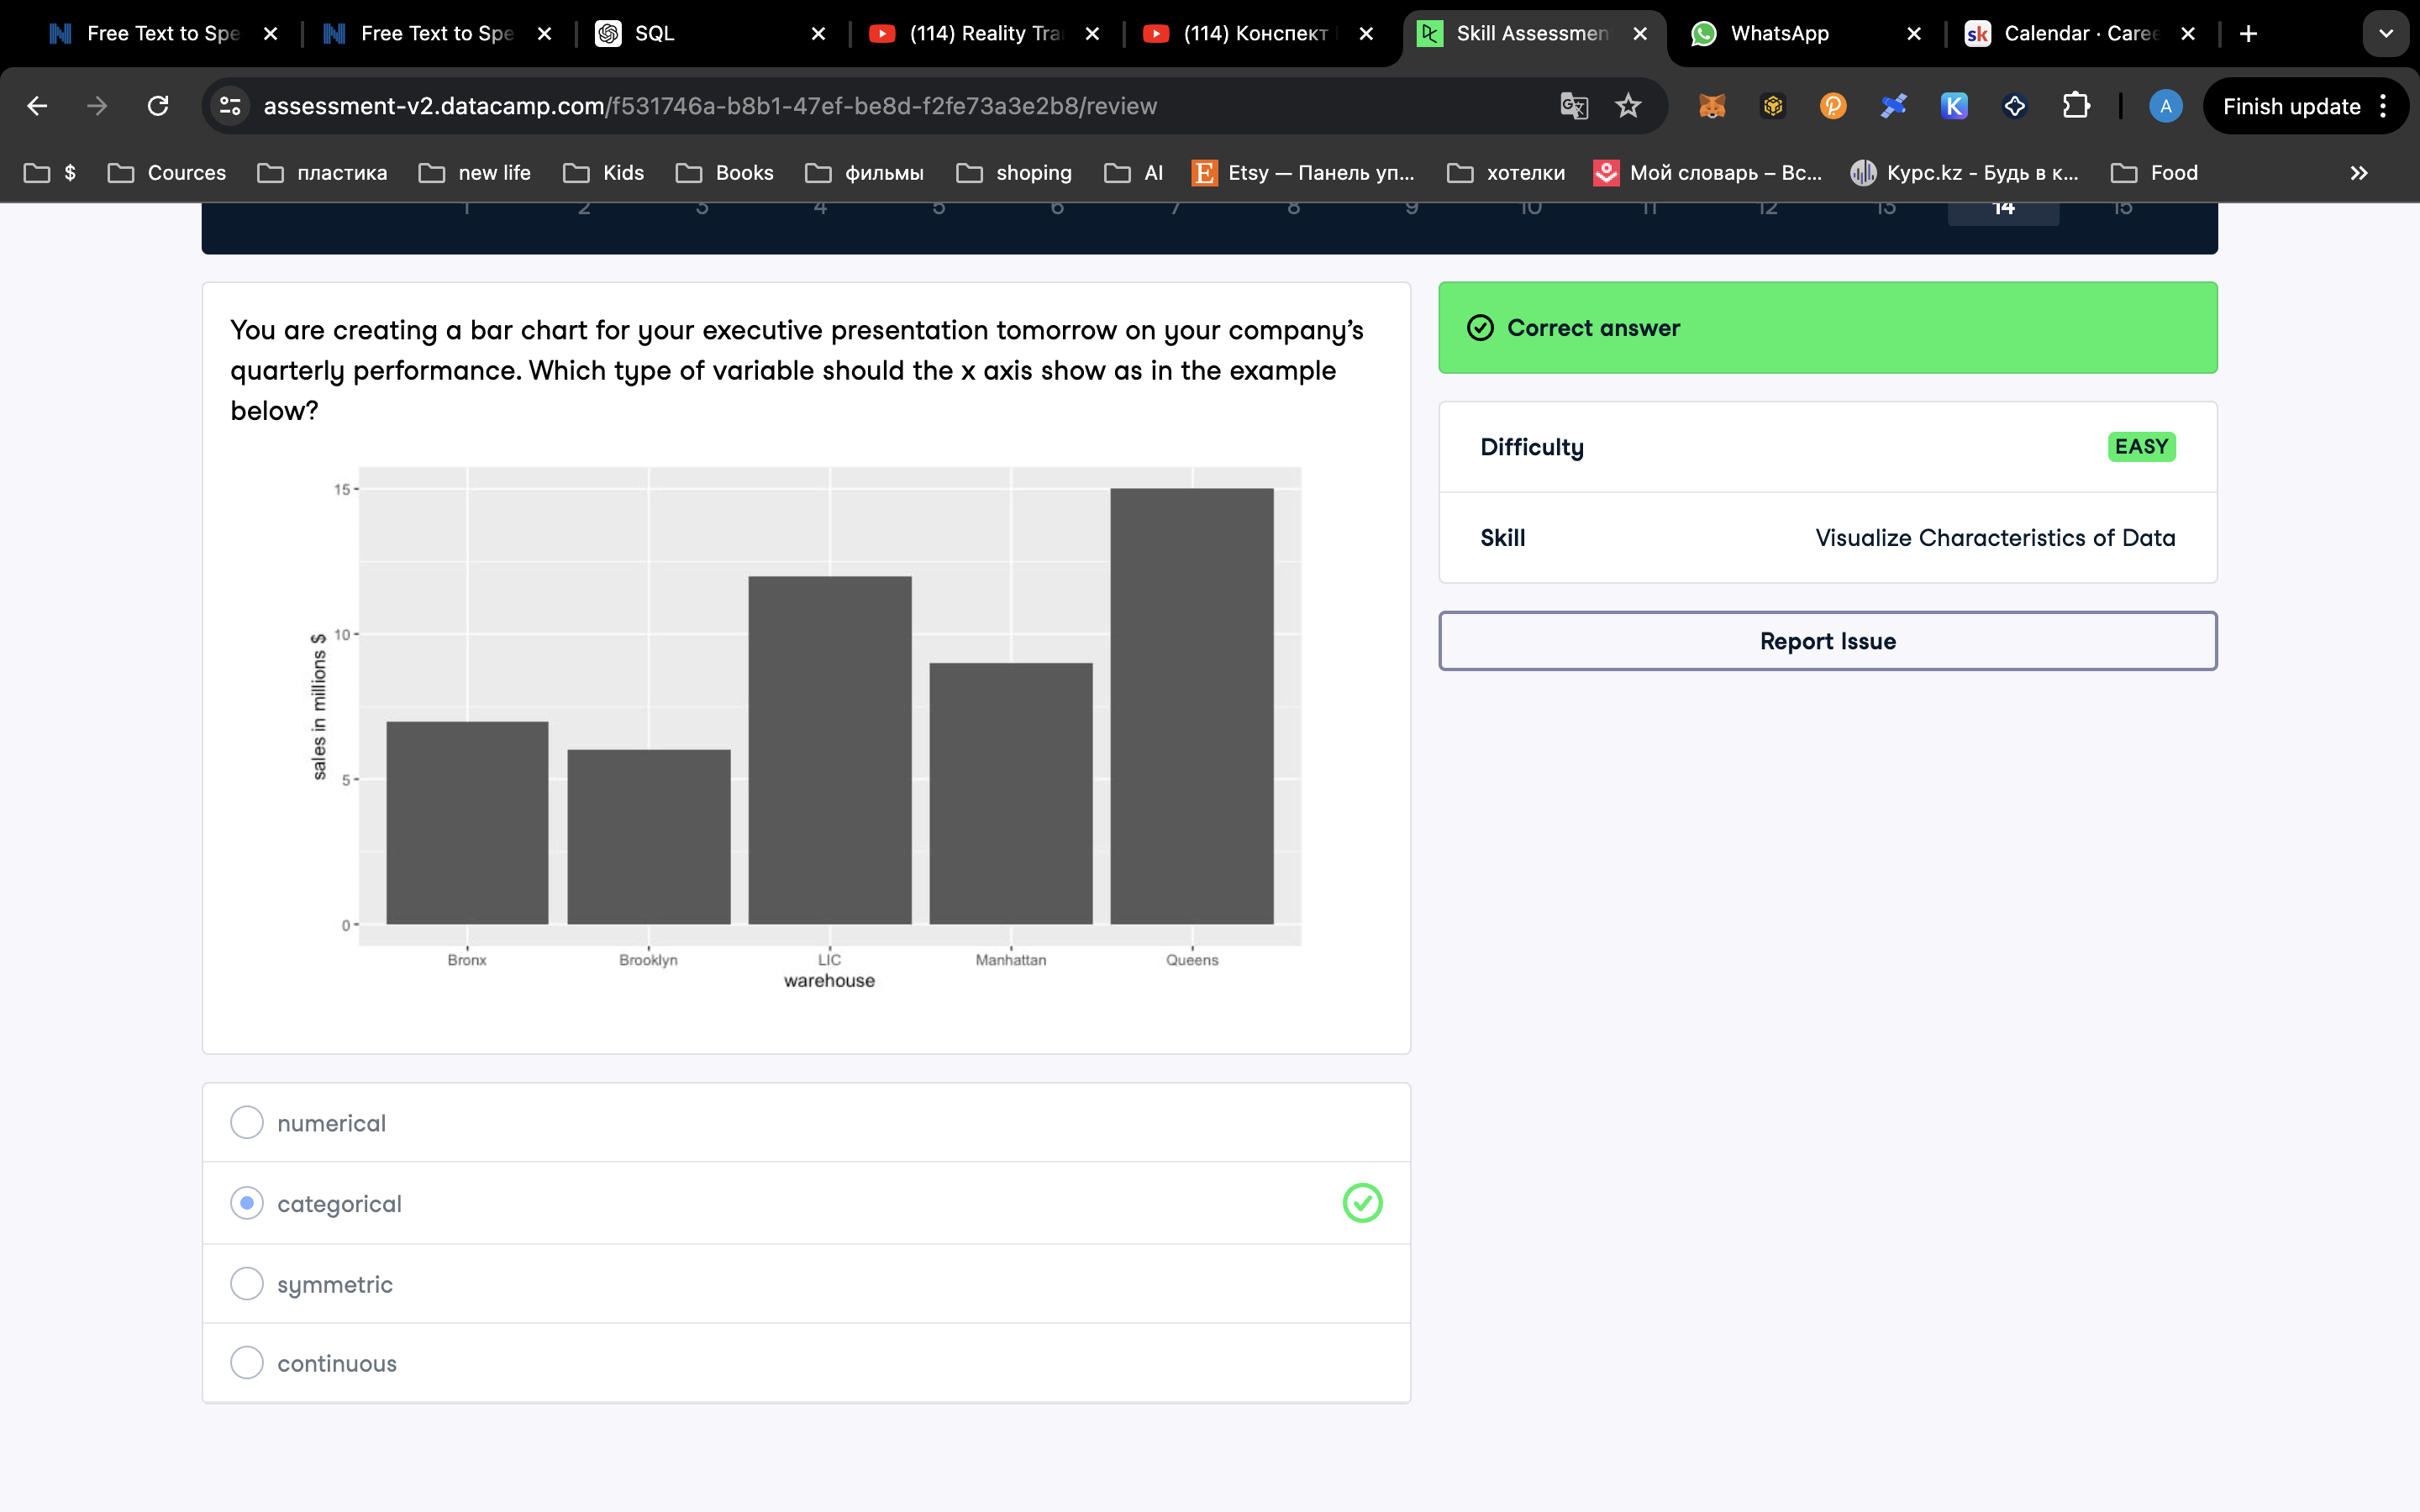 Free Text to Spe
Free Text to Spe
SQL
(114) Reality Tra
(114) Конспект
Skill Assessmen
WhatsApp
sk
Calendar · Caree
assessment-v2.datacamp.com/f531746a-b8b1-47ef-be8d-f2fe73a3e2b8/review
K
A
Finish update
$
Cources
пластика
new life
Kids
Books
фильмы
shoping
AI
E
Etsy — Панель уп...
хотелки
Мой словарь – Вс...
Курс.kz - Будь в к...
Food
1 2 3 4 5 6 7 8 9 10 11 12 13 14 15
You are creating a bar chart for your executive presentation tomorrow on your company’s
quarterly performance. Which type of variable should the x axis show as in the example
below?
15
10
5
0
sales in millions $
Bronx Brooklyn LIC Manhattan Queens
warehouse
numerical
categorical
symmetric
continuous
Correct answer
Difficulty
EASY
Skill
Visualize Characteristics of Data
Report Issue